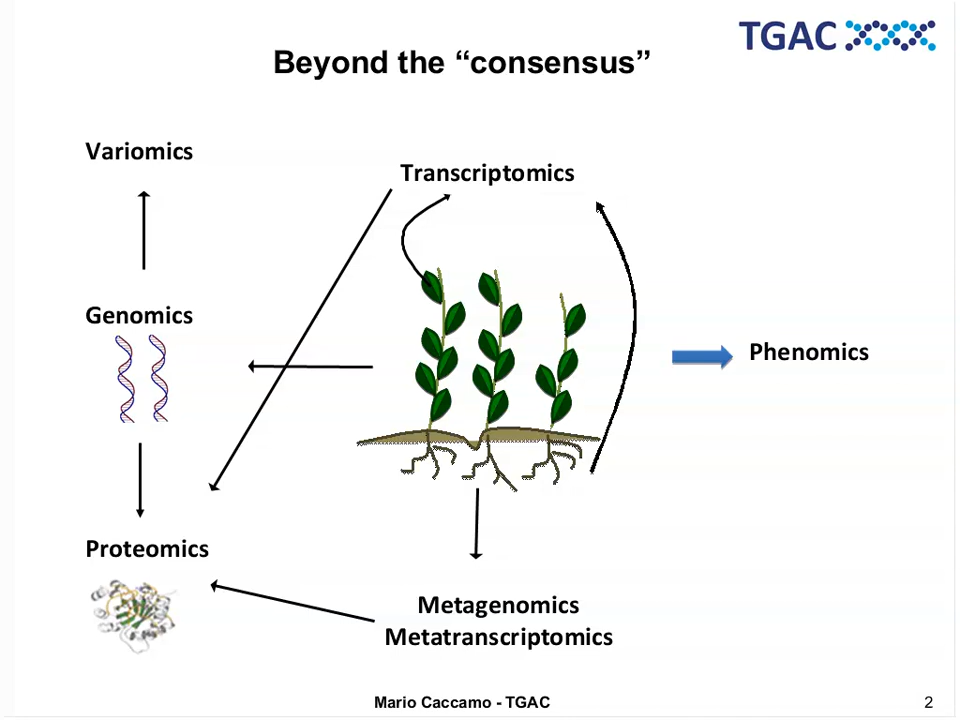 TGAC
Beyond the “consensus”
Variomics
Transcriptomics
Genomics
Phenomics
Proteomics
Metagenomics
Metatranscriptomics
Mario Caccamo - TGAC
2